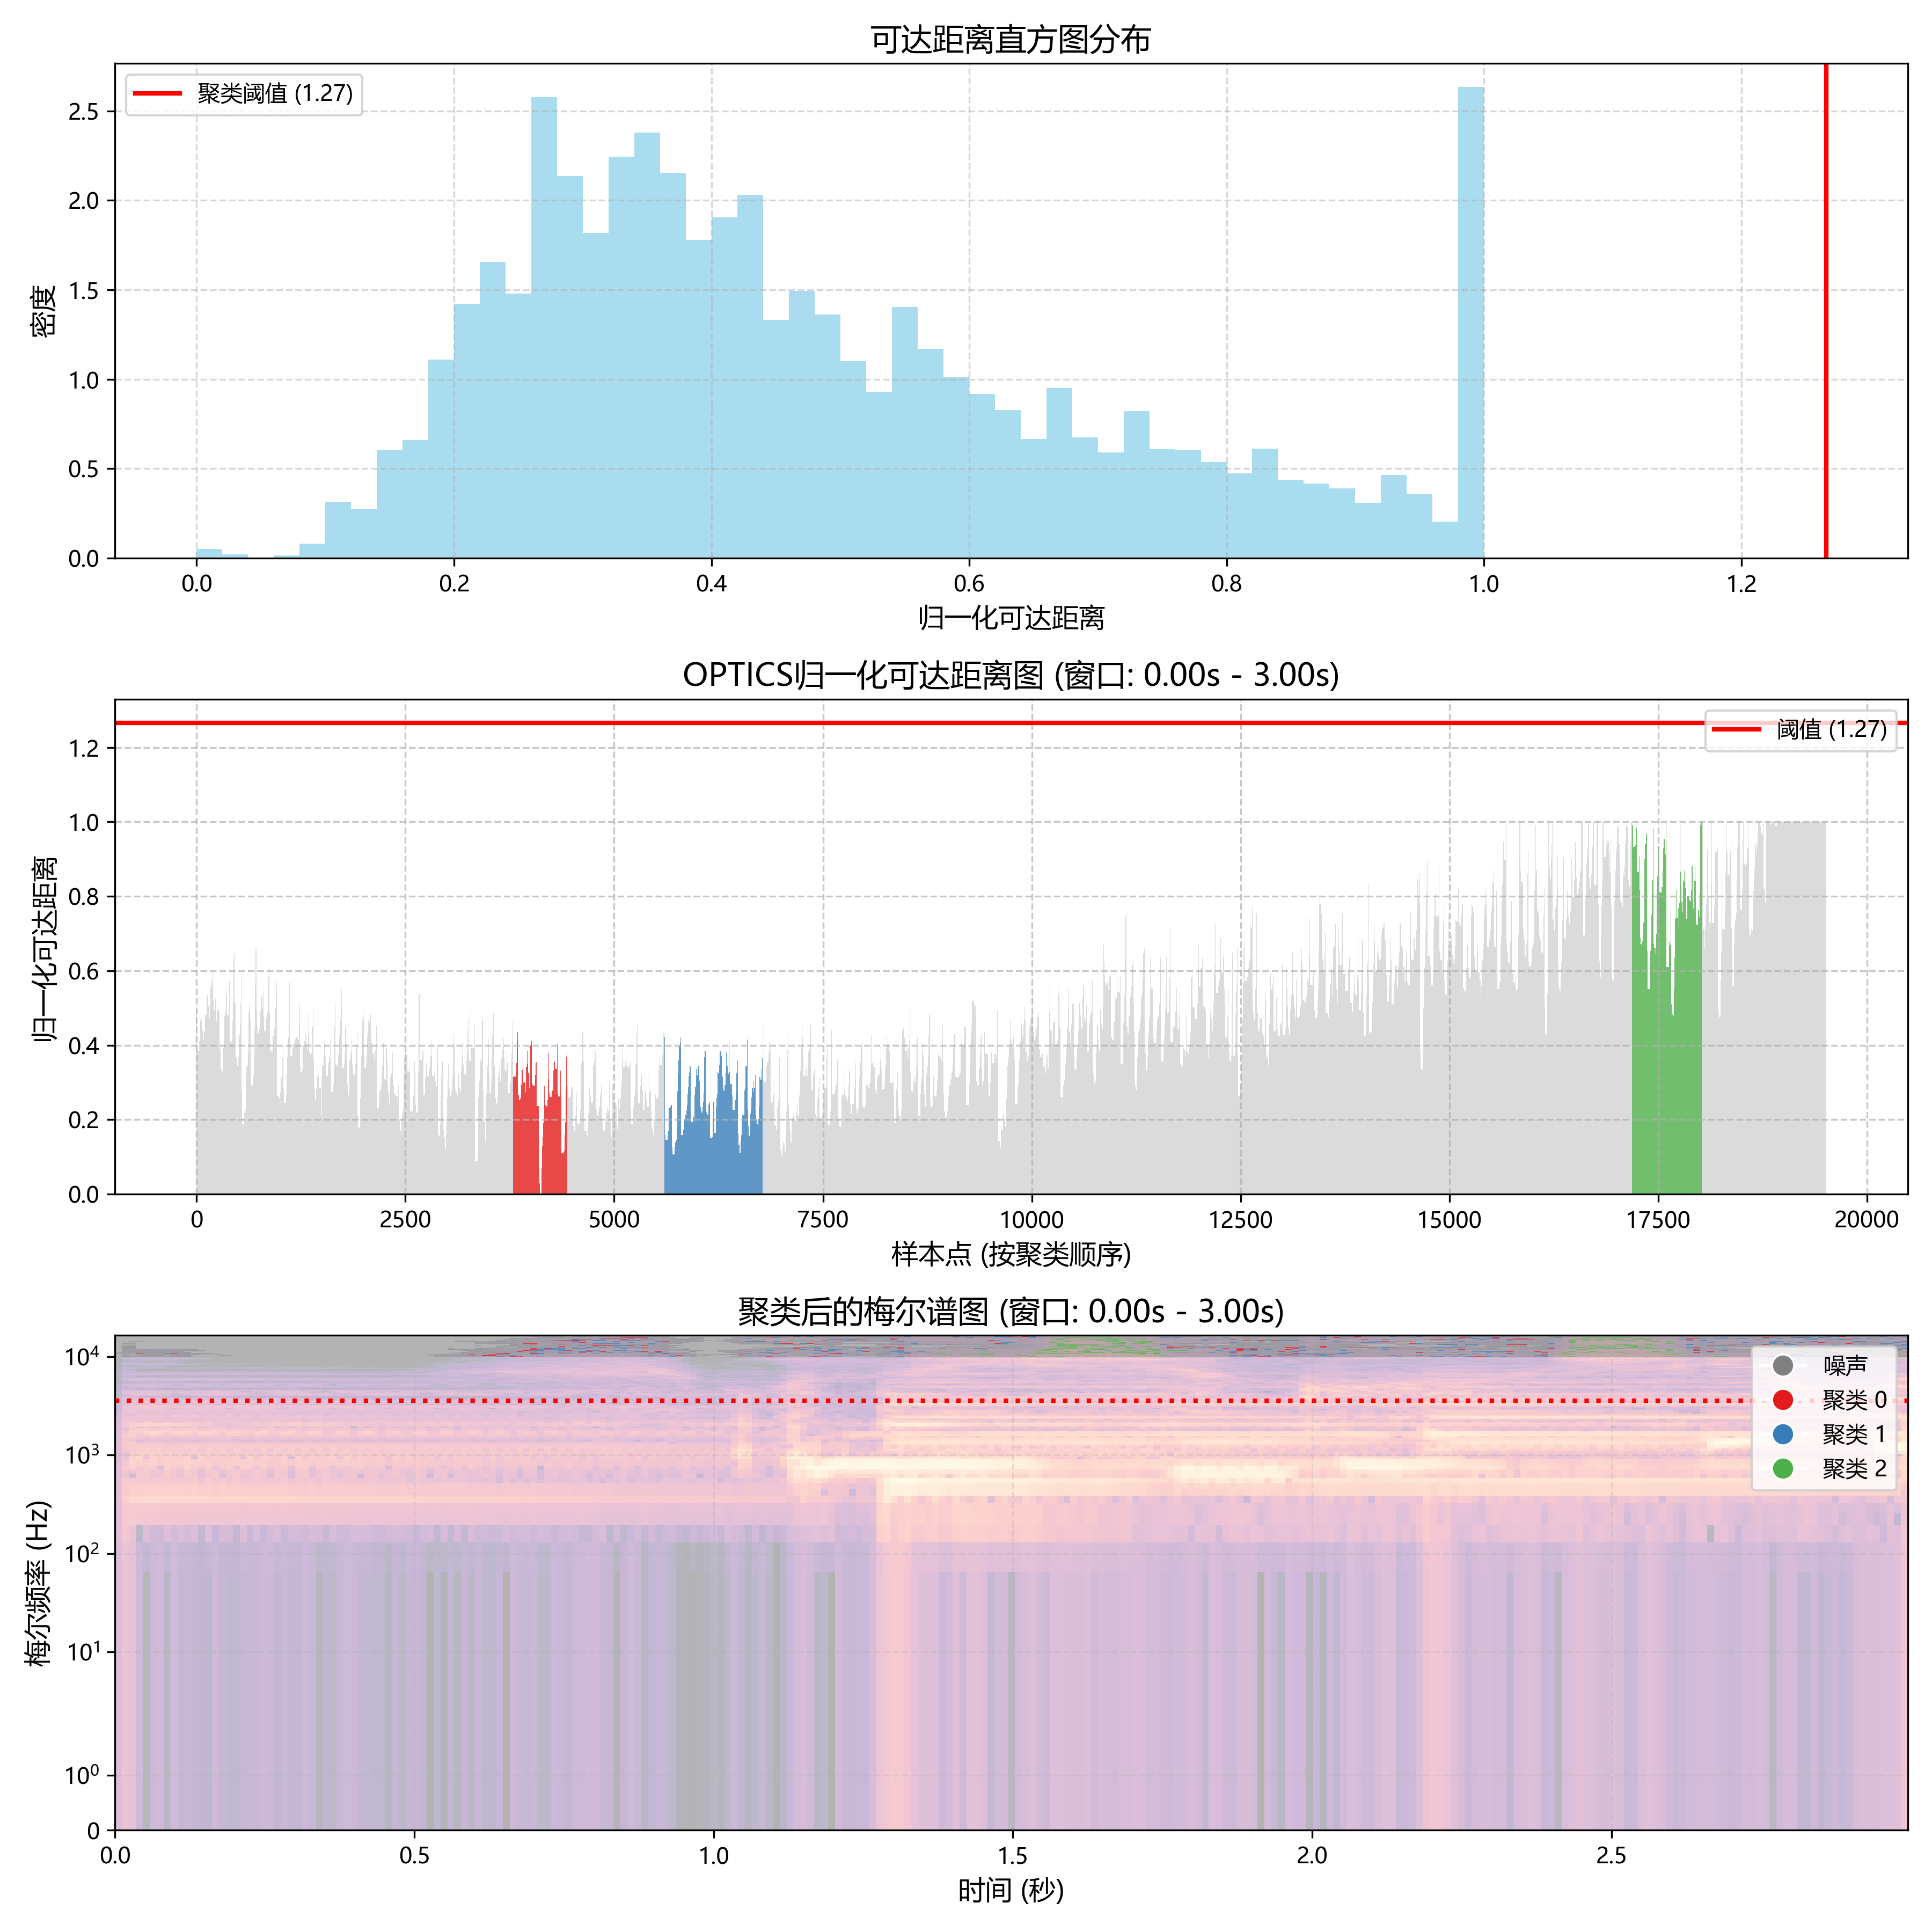 可达距离直方图分布
聚类阈值 (1.27)
密度
2.5
2.0
1.5
1.0
0.5
0.0
0.0 0.2 0.4 0.6 0.8 1.0 1.2
归一化可达距离
OPTICS归一化可达距离图 (窗口: 0.00s - 3.00s)
阈值 (1.27)
归一化可达距离
1.2
1.0
0.8
0.6
0.4
0.2
0.0
0 2500 5000 7500 10000 12500 15000 17500 20000
样本点 (按聚类顺序)
聚类后的梅尔谱图 (窗口: 0.00s - 3.00s)
噪声
聚类 0
聚类 1
聚类 2
梅尔频率 (Hz)
10⁴
10³
10²
10¹
10⁰
0
0.0 0.5 1.0 1.5 2.0 2.5
时间 (秒)